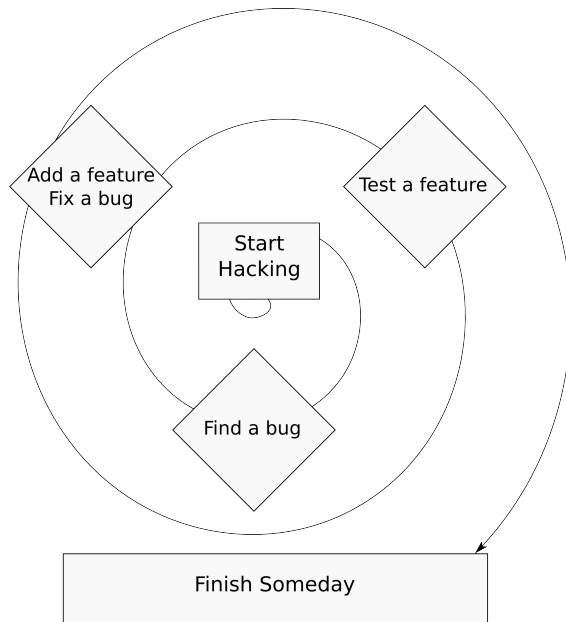 Add a feature
Fix a bug
Test a feature
Start
Hacking
Find a bug
Finish Someday